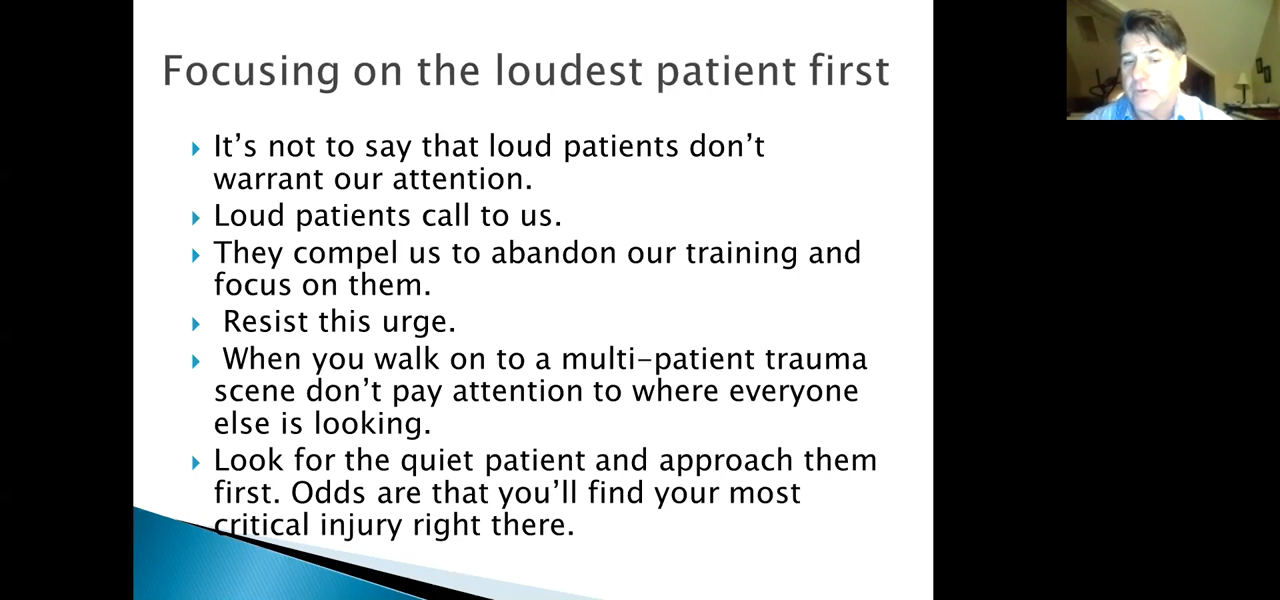 Focusing on the loudest patient first
It’s not to say that loud patients don’t
warrant our attention.
Loud patients call to us.
They compel us to abandon our training and
focus on them.
Resist this urge.
When you walk on to a multi-patient trauma
scene don’t pay attention to where everyone
else is looking.
Look for the quiet patient and approach them
first. Odds are that you’ll find your most
critical injury right there.